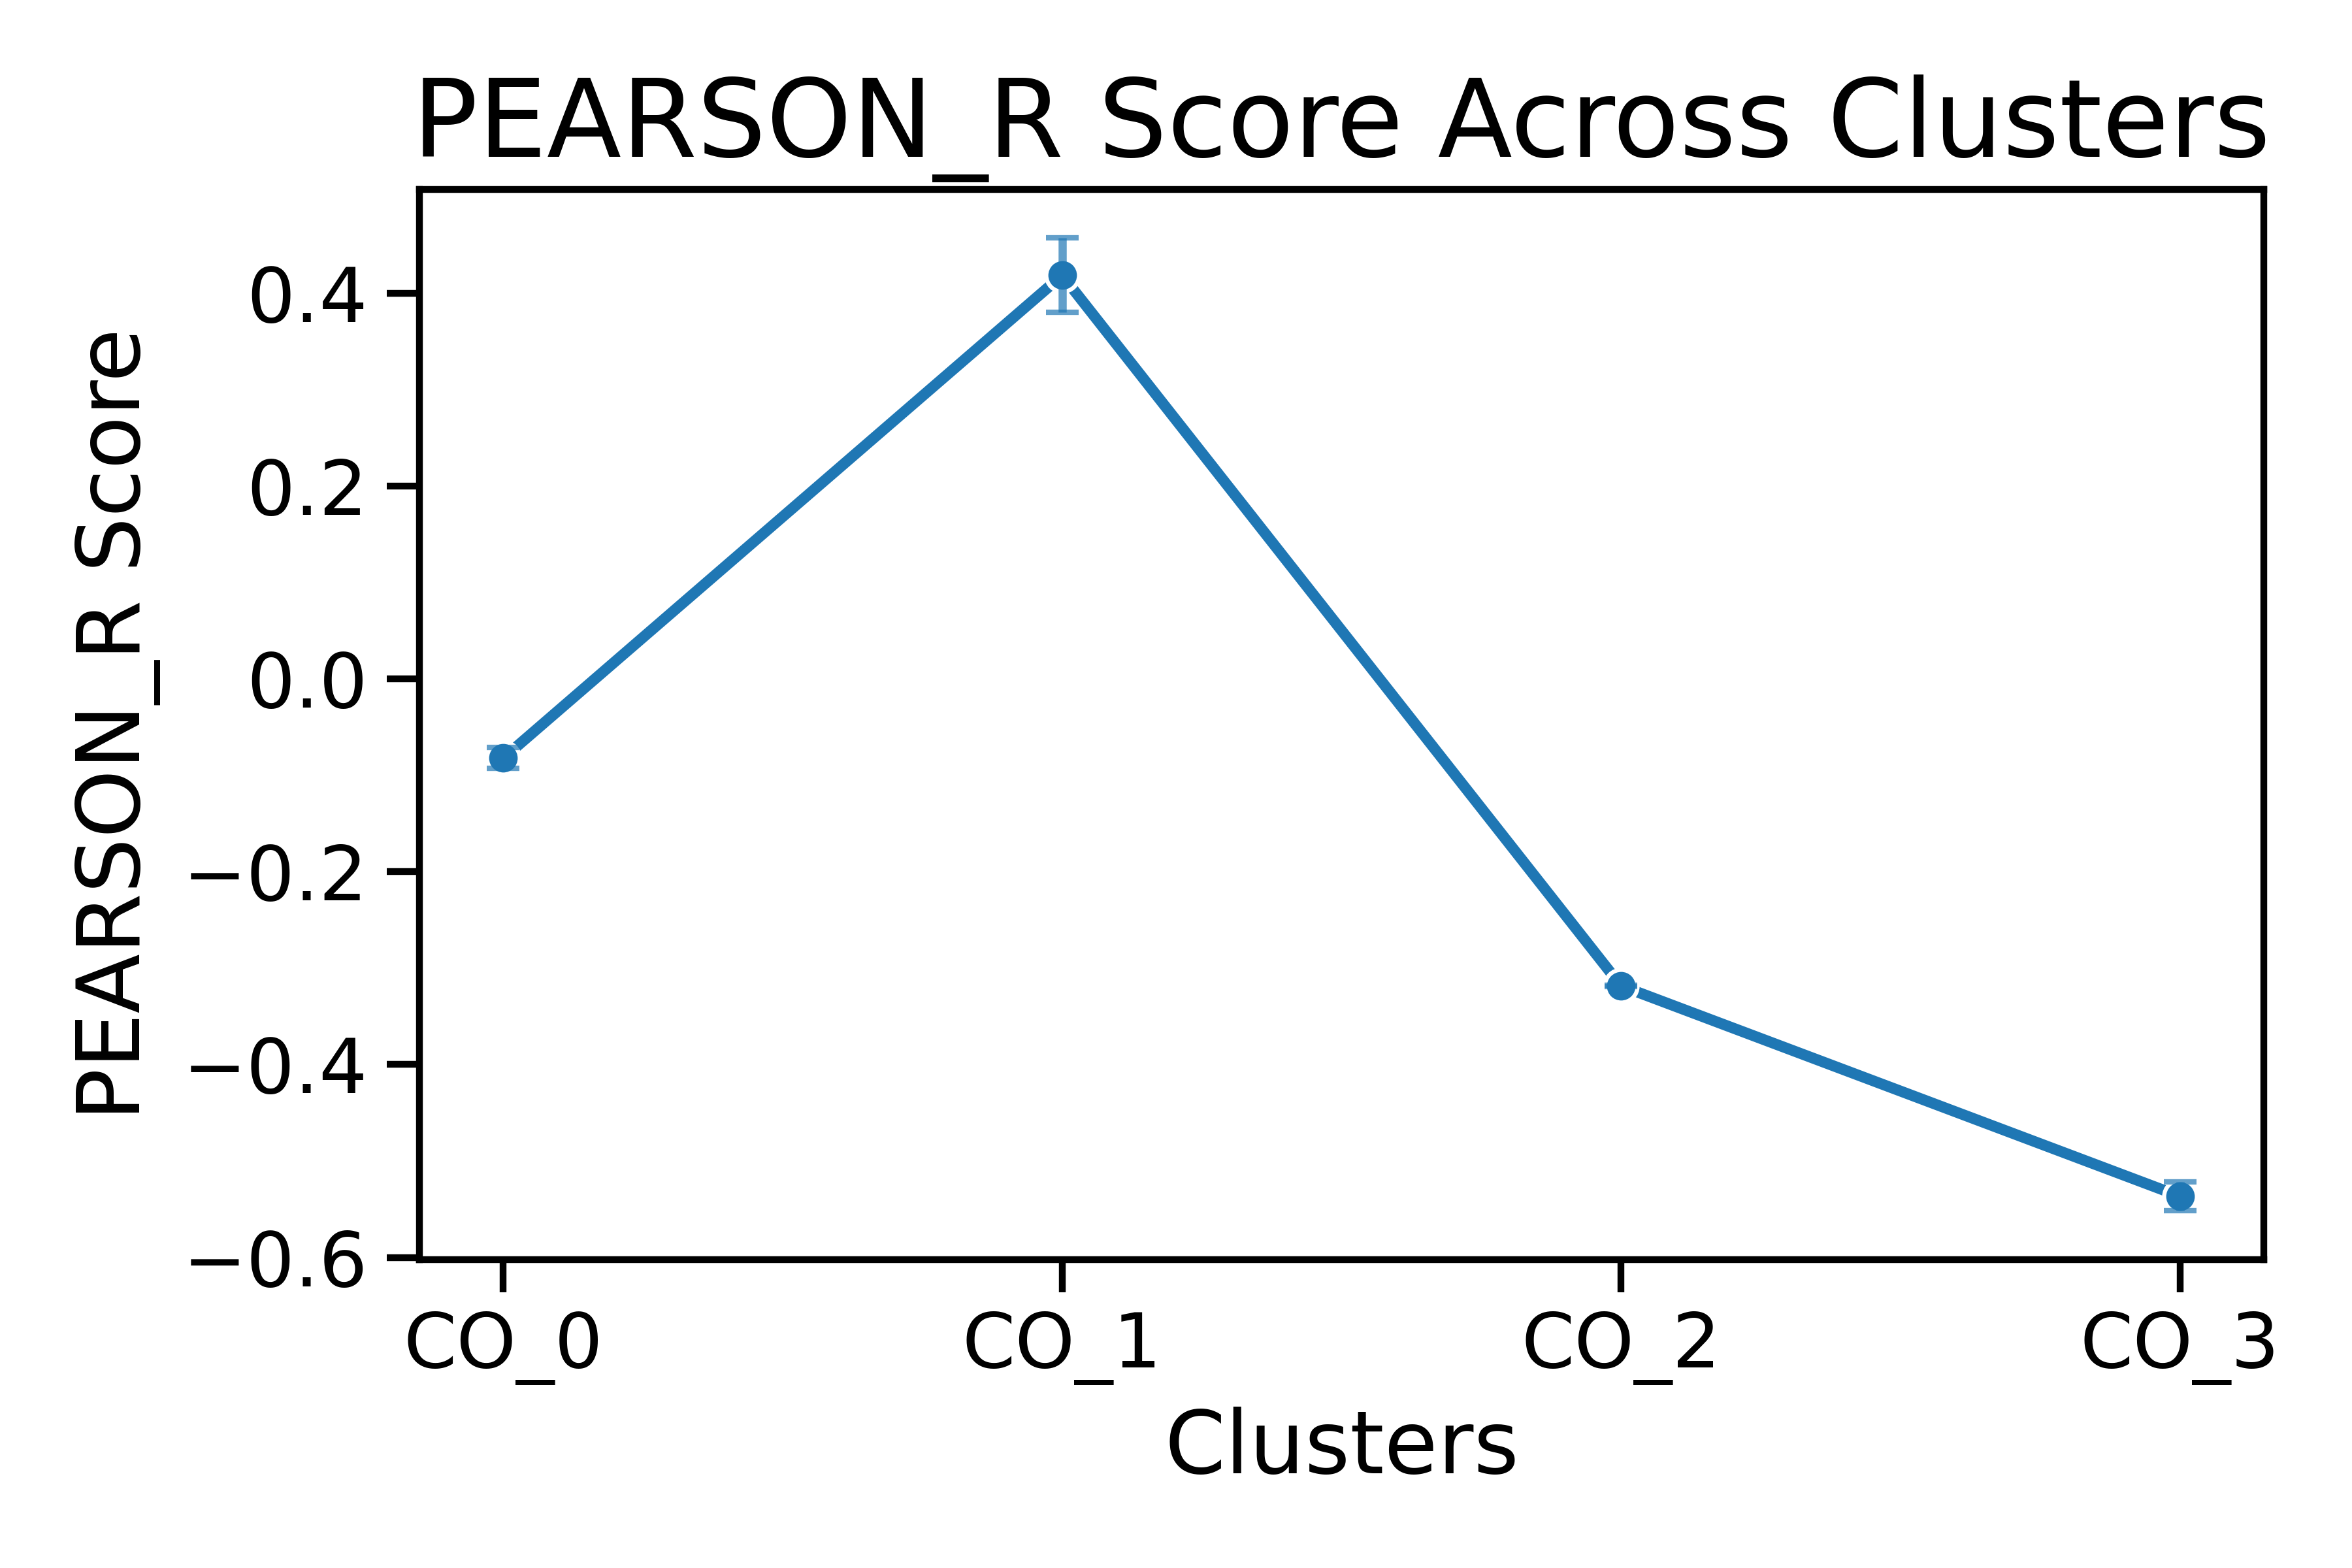 PEARSON_R Score Across Clusters
PEARSON_R Score
0.4
0.2
0.0
−0.2
−0.4
−0.6
CO_0 CO_1 CO_2 CO_3
Clusters